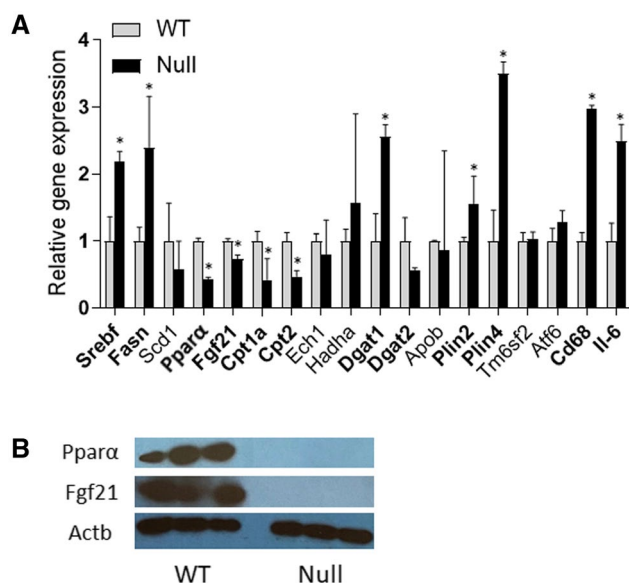 A
WT
Null
Relative gene expression
4
3
2
1
0
* * * * * * * * * * * *
Srebf
Fasn
Scd1
Pparα
Fgf21
Cpt1a
Cpt2
Ech1
Hadha
Dgat1
Dgat2
Apob
Plin2
Plin4
Tm6sf2
Atf6
Cd68
Il-6
B
Pparα
Fgf21
Actb
WT Null